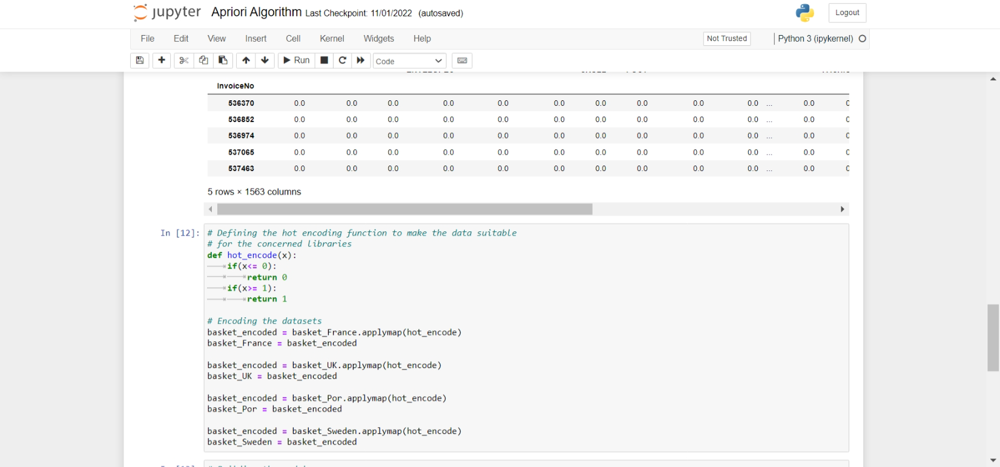 jupyter Apriori Algorithm Last Checkpoint: 11/01/2022 (autosaved) Logout
File Edit View Insert Cell Kernel Widgets Help Not Trusted Python 3 (ipykernel)
Run Code
InvoiceNo
536370 0.0 0.0 0.0 0.0 0.0 0.0 0.0 0.0 0.0 0.0 ... 0.0
536852 0.0 0.0 0.0 0.0 0.0 0.0 0.0 0.0 0.0 0.0 ... 0.0
536974 0.0 0.0 0.0 0.0 0.0 0.0 0.0 0.0 0.0 0.0 ... 0.0
537065 0.0 0.0 0.0 0.0 0.0 0.0 0.0 0.0 0.0 0.0 ... 0.0
537463 0.0 0.0 0.0 0.0 0.0 0.0 0.0 0.0 0.0 0.0 ... 0.0
5 rows × 1563 columns
In [12]: # Defining the hot encoding function to make the data suitable
# for the concerned libraries
def hot_encode(x):
if(x<= 0):
return 0
if(x>= 1):
return 1
# Encoding the datasets
basket_encoded = basket_France.applymap(hot_encode)
basket_France = basket_encoded
basket_encoded = basket_UK.applymap(hot_encode)
basket_UK = basket_encoded
basket_encoded = basket_Por.applymap(hot_encode)
basket_Por = basket_encoded
basket_encoded = basket_Sweden.applymap(hot_encode)
basket_Sweden = basket_encoded